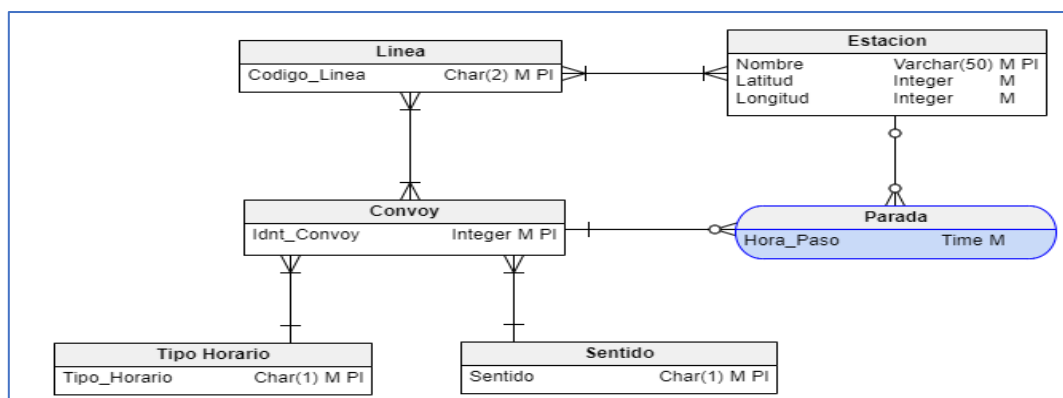 Linea
Codigo_Linea Char(2) M PI
Estacion
Nombre Varchar(50) M PI
Latitud Integer M
Longitud Integer M
Convoy
Idnt_Convoy Integer M PI
Parada
Hora_Paso Time M
Tipo Horario
Tipo_Horario Char(1) M PI
Sentido
Sentido Char(1) M PI